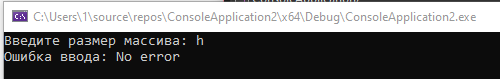 C:\Users\1\source\repos\ConsoleApplication2\x64\Debug\ConsoleApplication2.exe
Введите размер массива: h
Ошибка ввода: No error